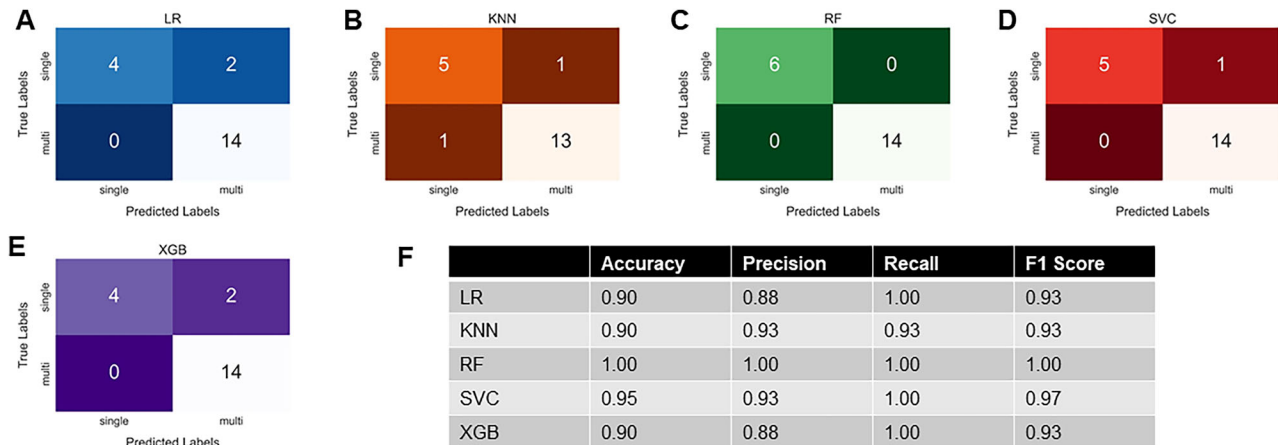 A
LR
True Labels
single
multi
4 2
0 14
single multi
Predicted Labels
B
KNN
True Labels
single
multi
5 1
1 13
single multi
Predicted Labels
C
RF
True Labels
single
multi
6 0
0 14
single multi
Predicted Labels
D
SVC
True Labels
single
multi
5 1
0 14
single multi
Predicted Labels
E
XGB
True Labels
single
multi
4 2
0 14
single multi
Predicted Labels
F
Accuracy Precision Recall F1 Score
LR 0.90 0.88 1.00 0.93
KNN 0.90 0.93 0.93 0.93
RF 1.00 1.00 1.00 1.00
SVC 0.95 0.93 1.00 0.97
XGB 0.90 0.88 1.00 0.93